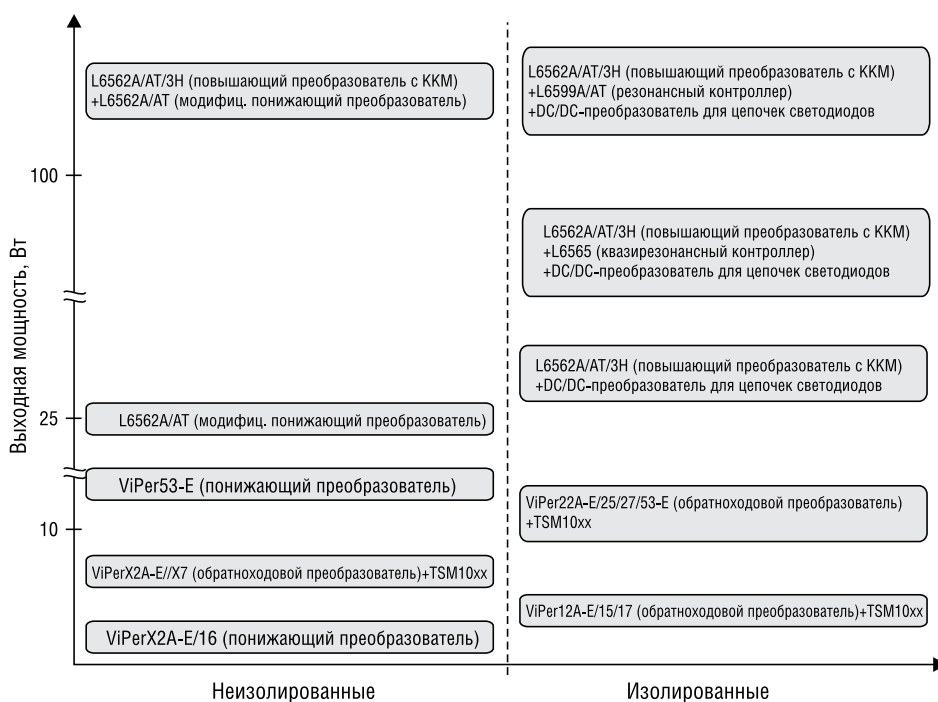 Выходная мощность, Вт
100
25
10
L6562A/AT/3H (повышающий преобразователь с ККМ)
+L6562A/AT (модифиц. понижающий преобразователь)
L6562A/AT (модифиц. понижающий преобразователь)
ViPer53-E (понижающий преобразователь)
ViPerX2A-E//X7 (обратноходовой преобразователь)+TSM10xx
ViPerX2A-E/16 (понижающий преобразователь)
L6562A/AT/3H (повышающий преобразователь с ККМ)
+L6599A/AT (резонансный контроллер)
+DC/DC-преобразователь для цепочек светодиодов
L6562A/AT/3H (повышающий преобразователь с ККМ)
+L6565 (квазирезонансный контроллер)
+DC/DC-преобразователь для цепочек светодиодов
L6562A/AT/3H (повышающий преобразователь с ККМ)
+DC/DC-преобразователь для цепочек светодиодов
ViPer22A-E/25/27/53-E (обратноходовой преобразователь)
+TSM10xx
ViPer12A-E/15/17 (обратноходовой преобразователь)+TSM10xx
Неизолированные
Изолированные